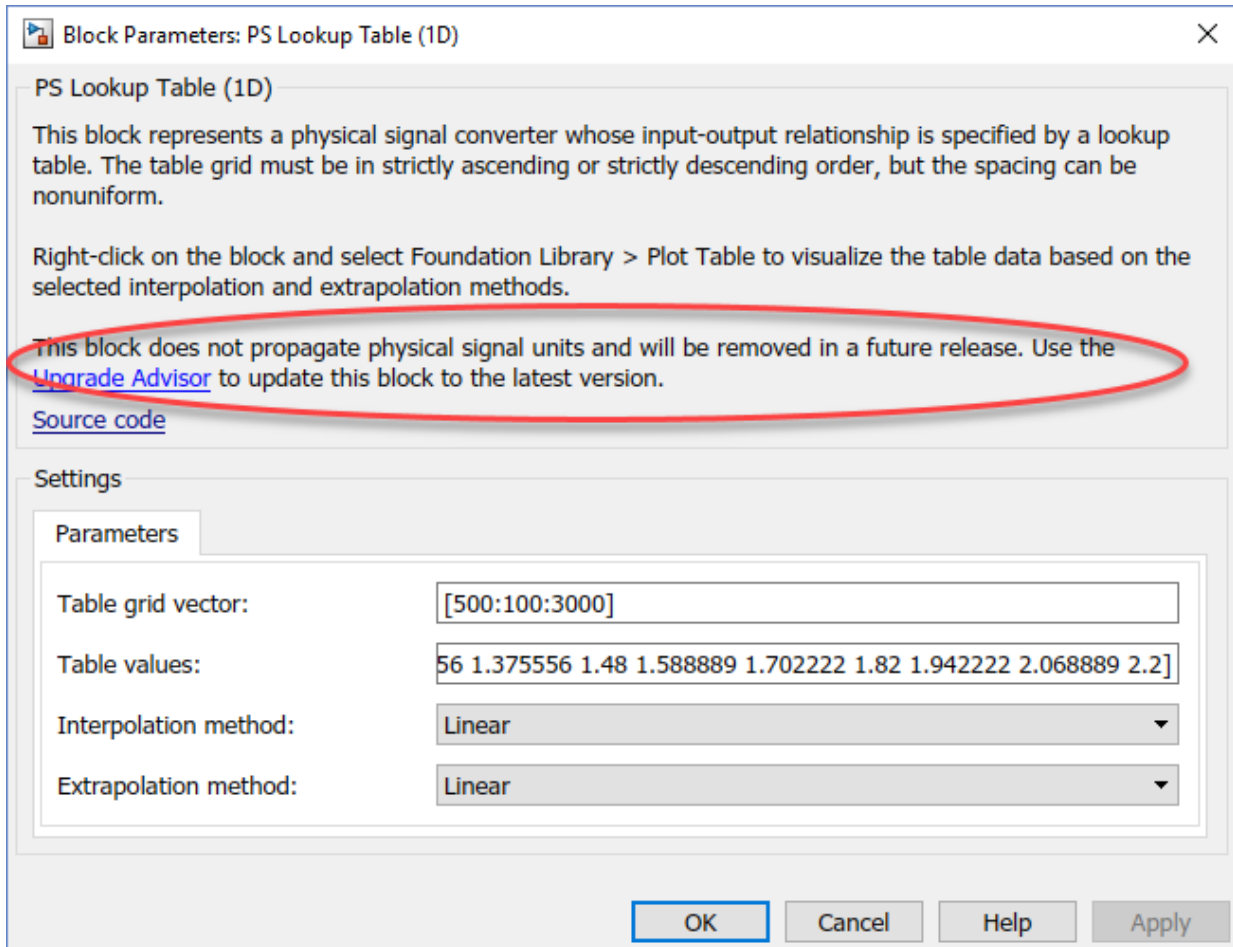 Block Parameters: PS Lookup Table (1D)
PS Lookup Table (1D)
This block represents a physical signal converter whose input-output relationship is specified by a lookup
table. The table grid must be in strictly ascending or strictly descending order, but the spacing can be
nonuniform.
Right-click on the block and select Foundation Library > Plot Table to visualize the table data based on the
selected interpolation and extrapolation methods.
This block does not propagate physical signal units and will be removed in a future release. Use the
Upgrade Advisor to update this block to the latest version.
Source code
Settings
Parameters
Table grid vector: [500:100:3000]
Table values: 56 1.375556 1.48 1.588889 1.702222 1.82 1.942222 2.068889 2.2]
Interpolation method: Linear
Extrapolation method: Linear
OK Cancel Help Apply